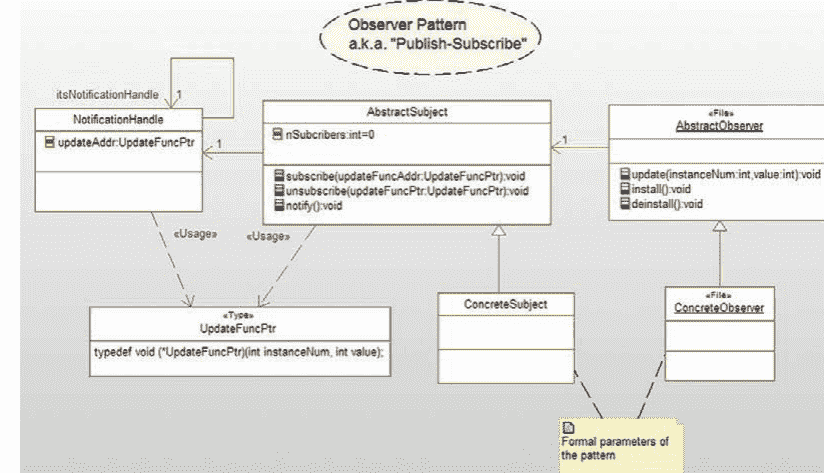 Observer Pattern
a.k.a. "Publish-Subscribe"
itsNotificationHandle
1
NotificationHandle
updateAddr:UpdateFuncPtr
1
AbstractSubject
nSubcribers:int=0
subscribe(updateFuncAddr:UpdateFuncPtr):void
unsubscribe(updateFuncPtr:UpdateFuncPtr):void
notify():void
1
«File»
AbstractObserver
update(instanceNum:int,value:int):void
install():void
deinstall():void
«Usage»
«Usage»
«Type»
UpdateFuncPtr
typedef void (*UpdateFuncPtr)(int instanceNum, int value);
ConcreteSubject
«File»
ConcreteObserver
Formal parameters of
the pattern